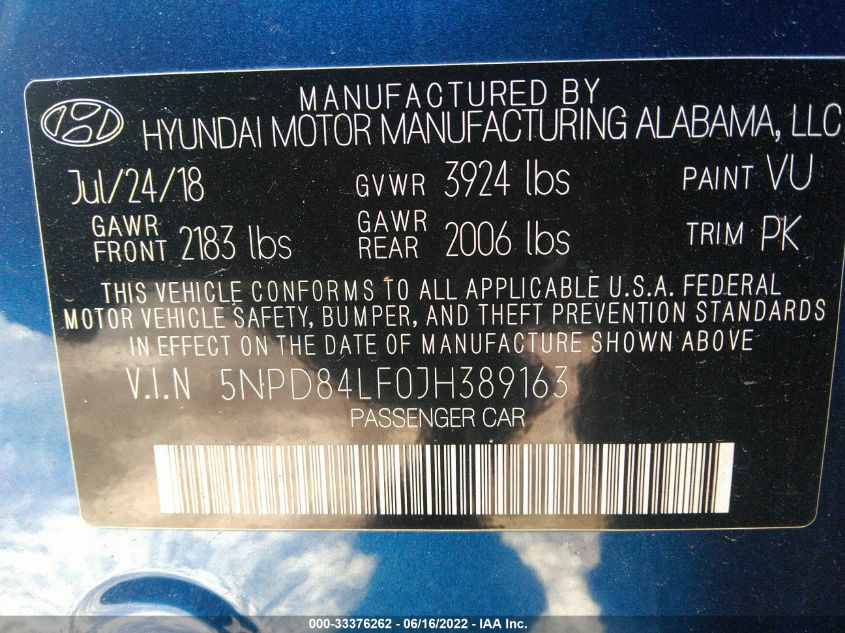 MANUFACTURED BY
HYUNDAI MOTOR MANUFACTURING ALABAMA, LLC
Jul/24/18 GVWR 3924 lbs PAINT VU
GAWR FRONT 2183 lbs GAWR REAR 2006 lbs TRIM PK
THIS VEHICLE CONFORMS TO ALL APPLICABLE U.S.A. FEDERAL
MOTOR VEHICLE SAFETY, BUMPER, AND THEFT PREVENTION STANDARDS
IN EFFECT ON THE DATE OF MANUFACTURE SHOWN ABOVE
V.I.N 5NPD84LF0JH389163
PASSENGER CAR
000-33376262 - 06/16/2022 - IAA Inc.